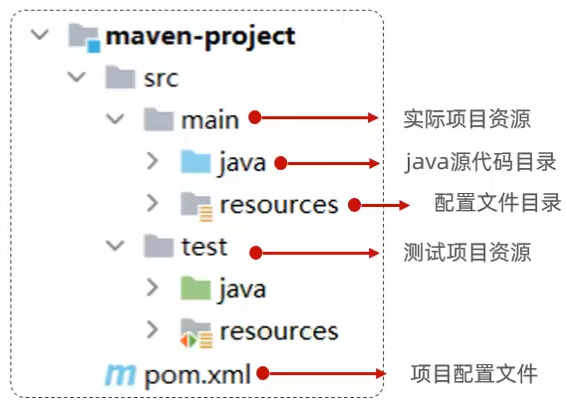 maven-project
src
main 实际项目资源
java java源代码目录
resources 配置文件目录
test 测试项目资源
java
resources
m pom.xml 项目配置文件